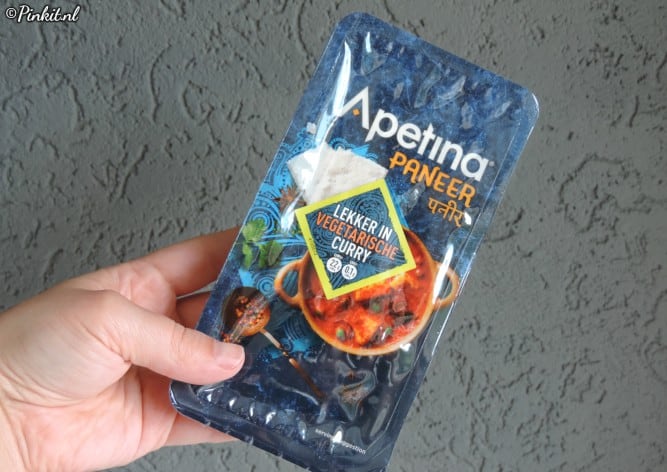 ©Pinkit.nl
Apetina
PANEER
पनीर
LEKKER IN
VEGETARISCHE
CURRY